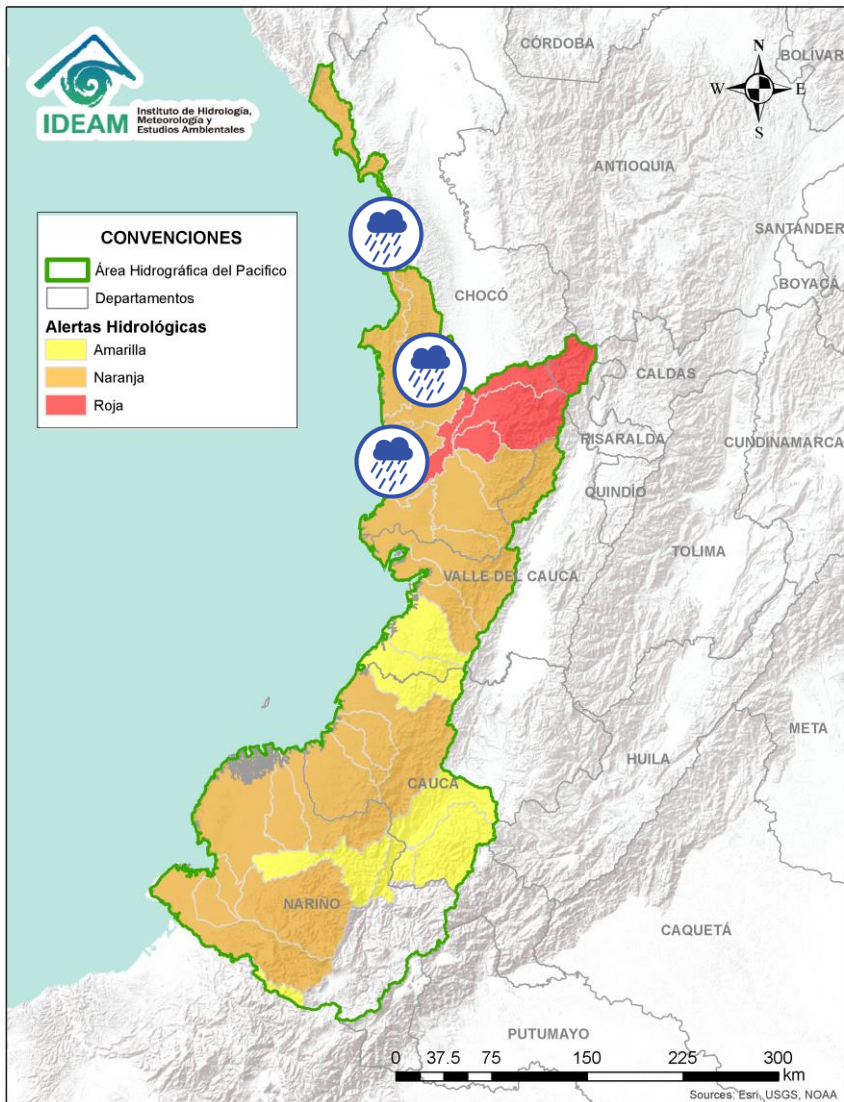 IDEAM
Instituto de Hidrología,
Meteorología y
Estudios Ambientales
N
W
E
S
CÓRDOBA
BOLÍVAR
ANTIOQUIA
SANTANDER
BOYACÁ
CHOCÓ
CALDAS
RISARALDA
CUNDINAMARCA
QUINDÍO
TOLIMA
VALLE DEL CAUCA
META
HUILA
CAUCA
NARIÑO
CAQUETÁ
PUTUMAYO
CONVENCIONES
Área Hidrográfica del Pacifico
Departamentos
Alertas Hidrológicas
Amarilla
Naranja
Roja
0 37.5 75 150 225 300
km
Sources: Esri, USGS, NOAA